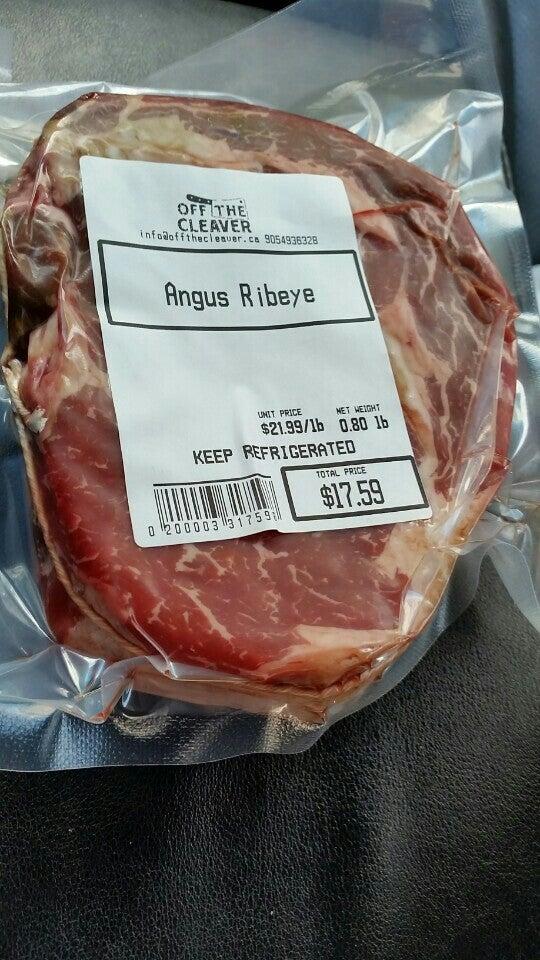 OFF THE
CLEAVER
info@offthecleaver.ca 9054936328
Angus Ribeye
UNIT PRICE NET WEIGHT
$21.99/lb 0.80 lb
KEEP REFRIGERATED
TOTAL PRICE
$17.59
0 200003 31759